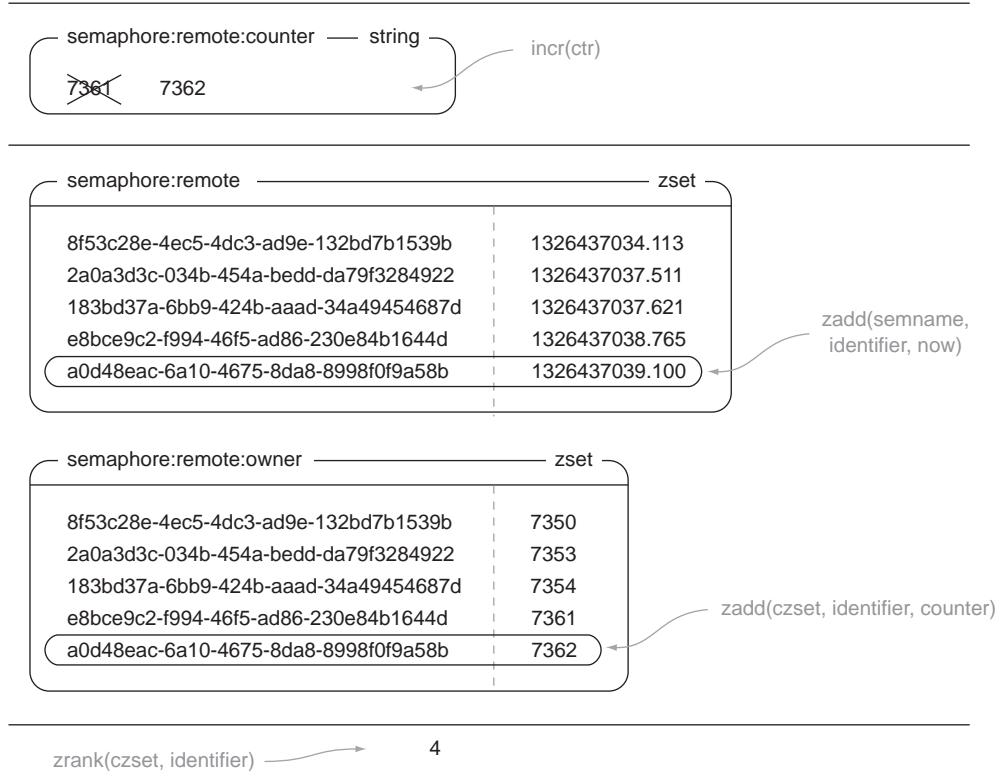 semaphore:remote:counter string
incr(ctr)
7361 7362
semaphore:remote zset
8f53c28e-4ec5-4dc3-ad9e-132bd7b1539b 1326437034.113
2a0a3d3c-034b-454a-bedd-da79f3284922 1326437037.511
183bd37a-6bb9-424b-aaad-34a49454687d 1326437037.621
e8bce9c2-f994-46f5-ad86-230e84b1644d 1326437038.765
a0d48eac-6a10-4675-8da8-8998f0f9a58b 1326437039.100
zadd(semname,
identifier, now)
semaphore:remote:owner zset
8f53c28e-4ec5-4dc3-ad9e-132bd7b1539b 7350
2a0a3d3c-034b-454a-bedd-da79f3284922 7353
183bd37a-6bb9-424b-aaad-34a49454687d 7354
e8bce9c2-f994-46f5-ad86-230e84b1644d 7361
a0d48eac-6a10-4675-8da8-8998f0f9a58b 7362
zadd(czset, identifier, counter)
zrank(czset, identifier) 4